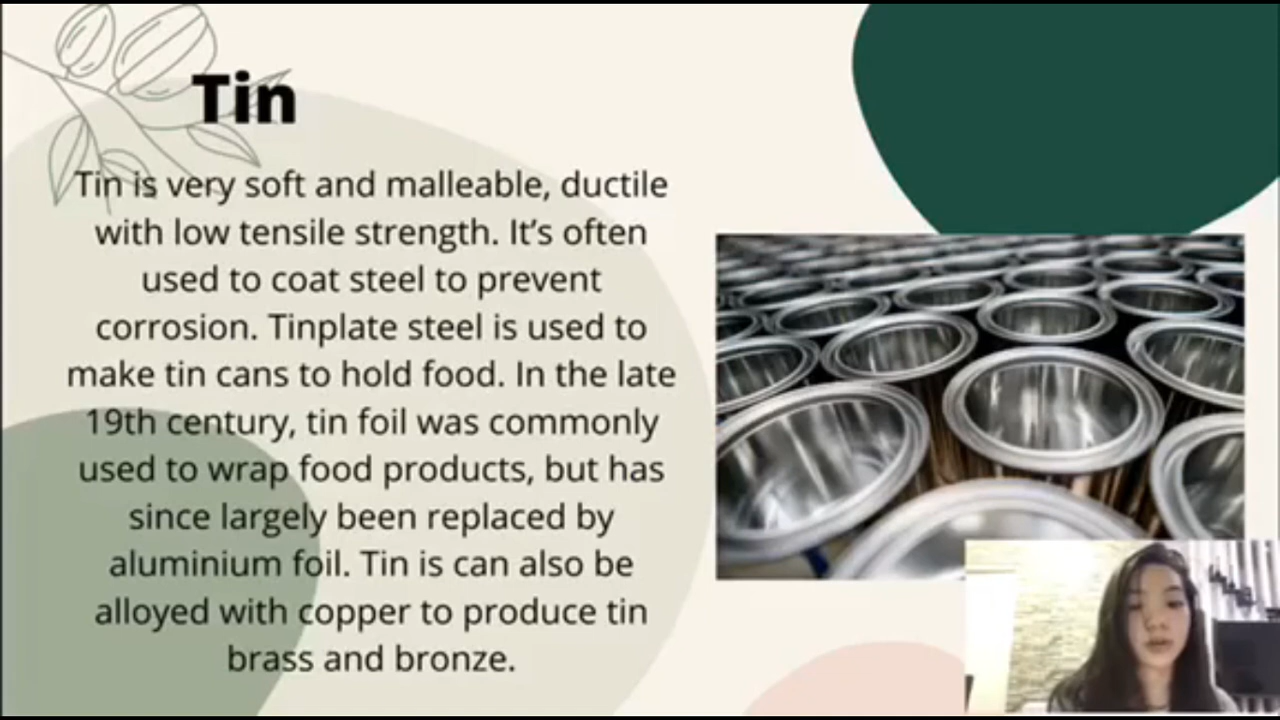 Tin
Tin is very soft and malleable, ductile
with low tensile strength. It’s often
used to coat steel to prevent
corrosion. Tinplate steel is used to
make tin cans to hold food. In the late
19th century, tin foil was commonly
used to wrap food products, but has
since largely been replaced by
aluminium foil. Tin is can also be
alloyed with copper to produce tin
brass and bronze.